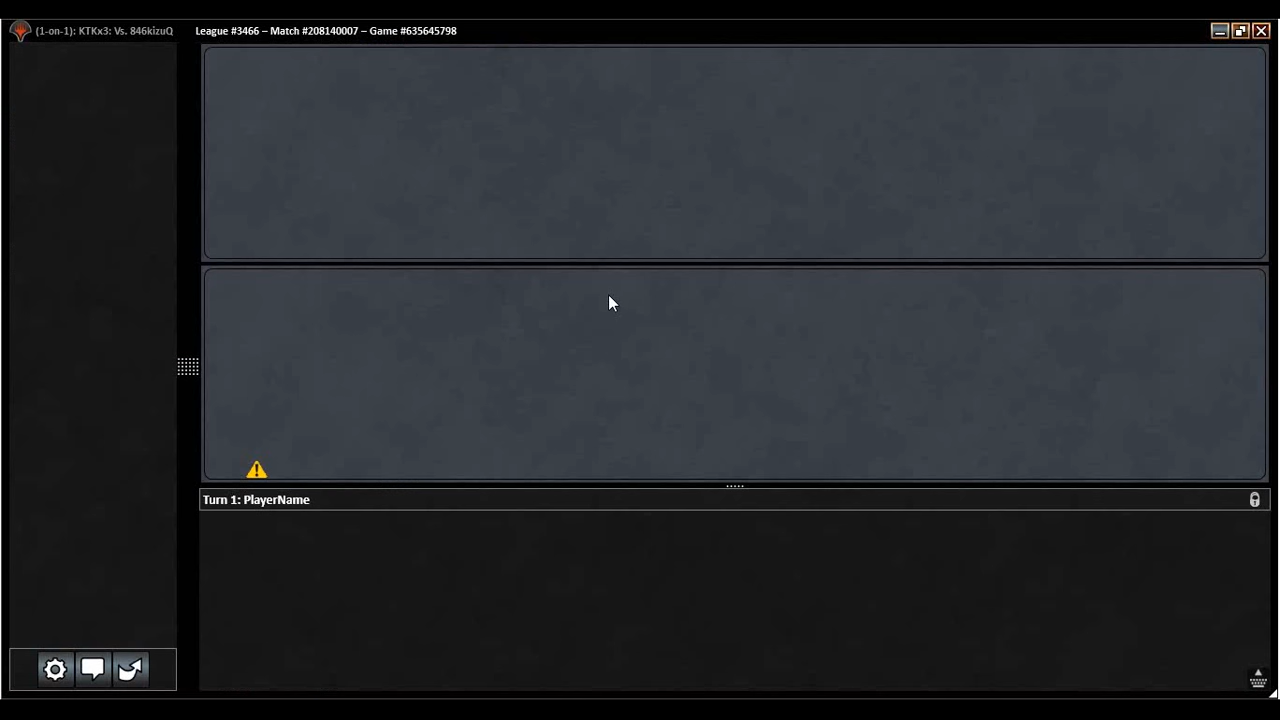 (1-on-1): KTKx3: Vs. 846kizuQ League #3466 – Match #208140007 – Game #635645798
Turn 1: PlayerName